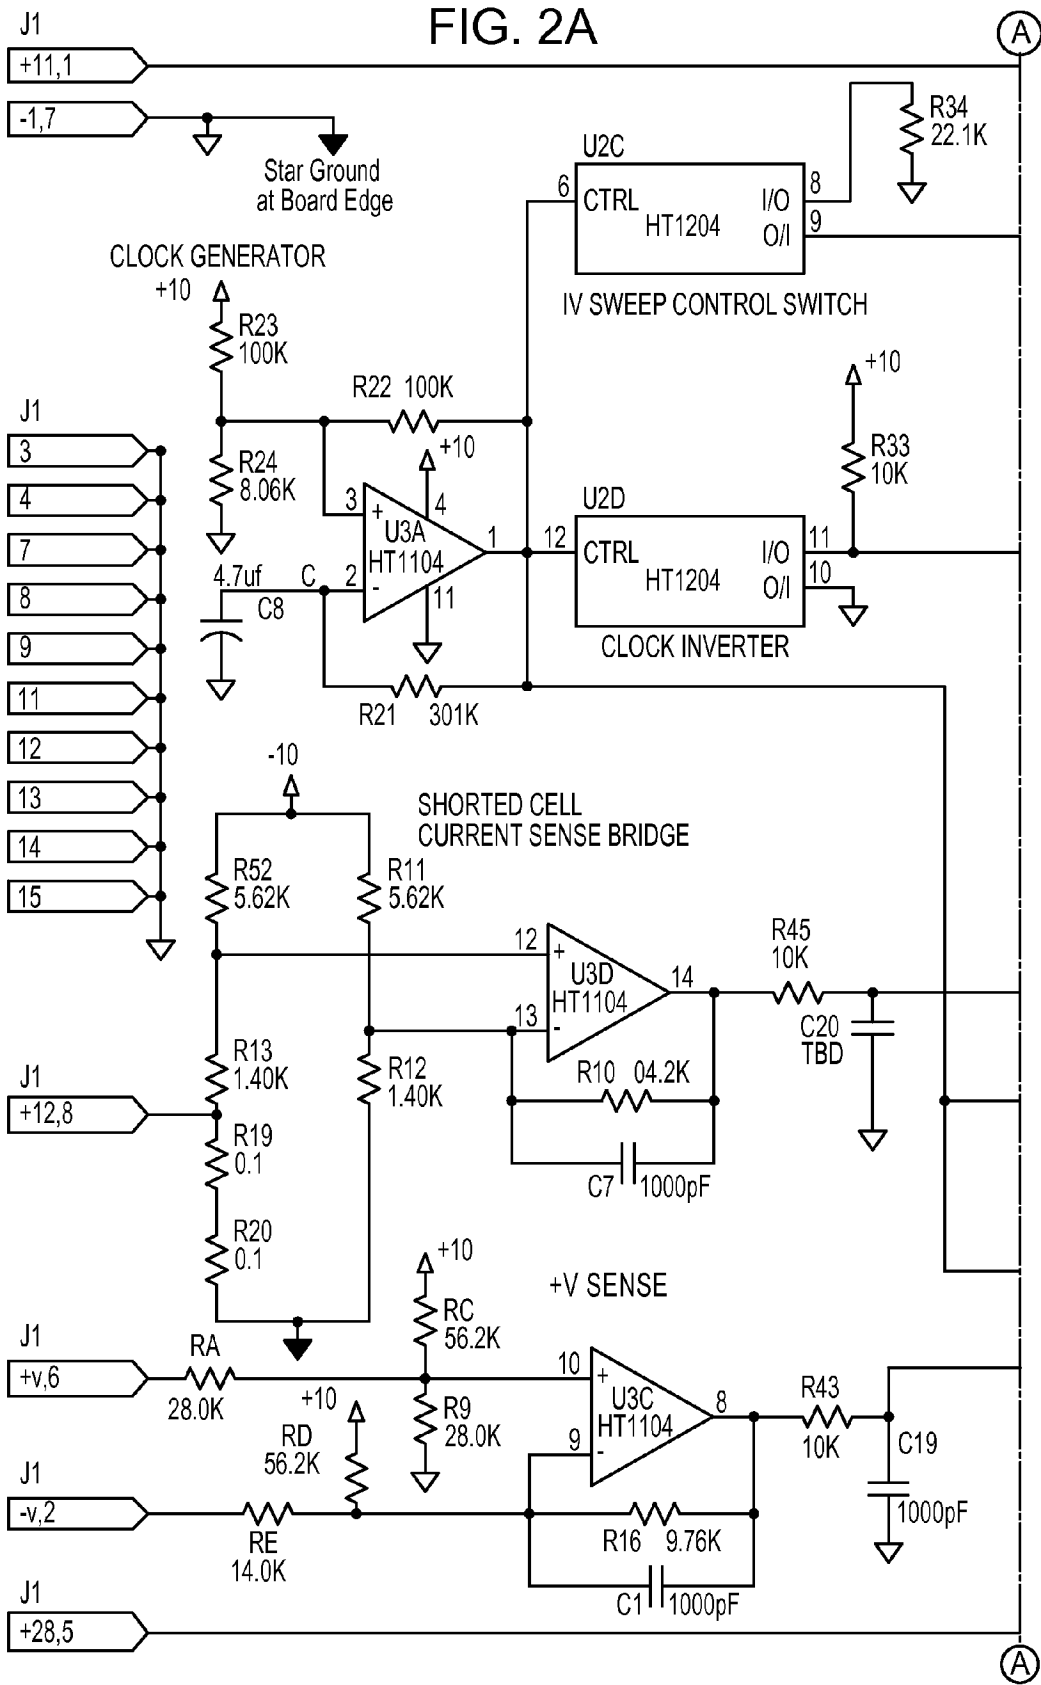 FIG. 2A
A
J1
+11,1
-1,7
Star Ground
at Board Edge
R34
22.1K
U2C
6
CTRL
HT1204
I/O
8
O/I
9
IV SWEEP CONTROL SWITCH
CLOCK GENERATOR
+10
R23
100K
R22 100K
+10
R24
8.06K
3
+
4
U3A
HT1104
1
2
-
11
4.7uf
C
C8
R21 301K
+10
R33
10K
U2D
12
CTRL
HT1204
I/O
11
O/I
10
CLOCK INVERTER
J1
3
4
7
8
9
11
12
13
14
15
-10
SHORTED CELL
CURRENT SENSE BRIDGE
R52
5.62K
R11
5.62K
12
+
U3D
HT1104
14
13
-
R45
10K
C20
TBD
R13
1.40K
R12
1.40K
R10 04.2K
C7 1000pF
J1
+12,8
R19
0.1
R20
0.1
+10
+V SENSE
RC
56.2K
J1
+v,6
RA
28.0K
10
+
U3C
HT1104
8
9
-
R9
28.0K
+10
RD
56.2K
R43
10K
C19
1000pF
J1
-v,2
RE
14.0K
R16 9.76K
C1 1000pF
J1
+28,5
A